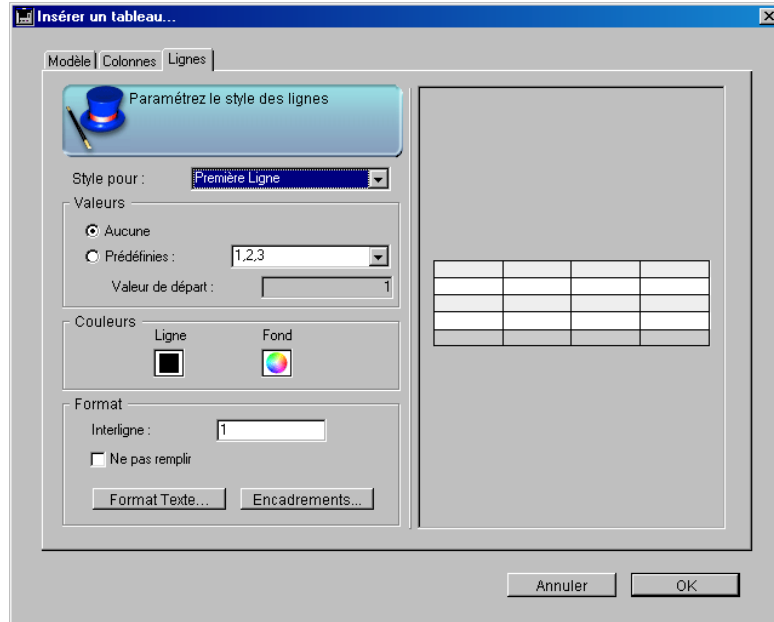 Insérer un tableau...
Modèle
Colonnes
Lignes
Paramétrez le style des lignes
Style pour :
Première Ligne
Valeurs
Aucune
Prédéfinies :
1,2,3
Valeur de départ :
1
Couleurs
Ligne
Fond
Format
Interligne :
1
Ne pas remplir
Format Texte...
Encadrements...
Annuler
OK